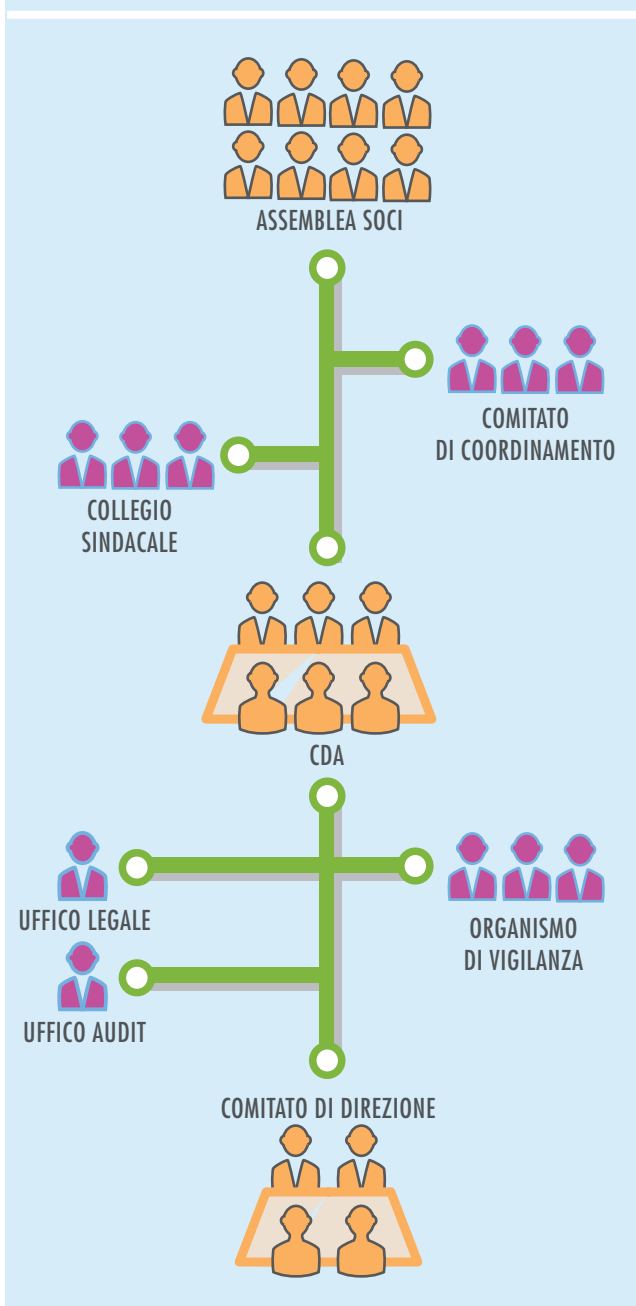 ASSEMBLEA SOCI
COMITATO
DI COORDINAMENTO
COLLEGIO
SINDACALE
CDA
UFFICO LEGALE
ORGANISMO
DI VIGILANZA
UFFICO AUDIT
COMITATO DI DIREZIONE